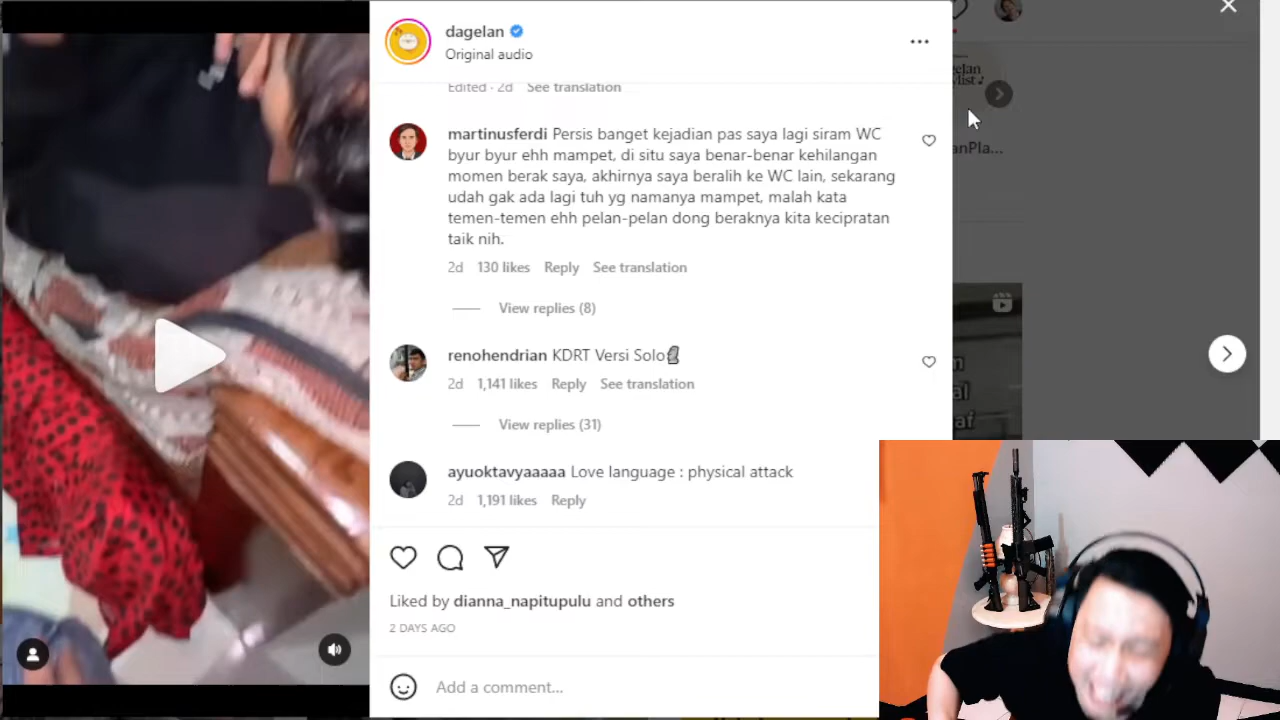 dagelan
Original audio
Edited · 2d See translation
martinusferdi Persis banget kejadian pas saya lagi siram WC
byur byur ehh mampet, di situ saya benar-benar kehilangan
momen berak saya, akhirnya saya beralih ke WC lain, sekarang
udah gak ada lagi tuh yg namanya mampet, malah kata
temen-temen ehh pelan-pelan dong beraknya kita kecipratan
taik nih.
2d 130 likes Reply See translation
View replies (8)
renohendrian KDRT Versi Solo🗿
2d 1,141 likes Reply See translation
View replies (31)
ayuoktavyaaaaa Love language : physical attack
2d 1,191 likes Reply
Liked by dianna_napitupulu and others
2 DAYS AGO
Add a comment...
anPla...